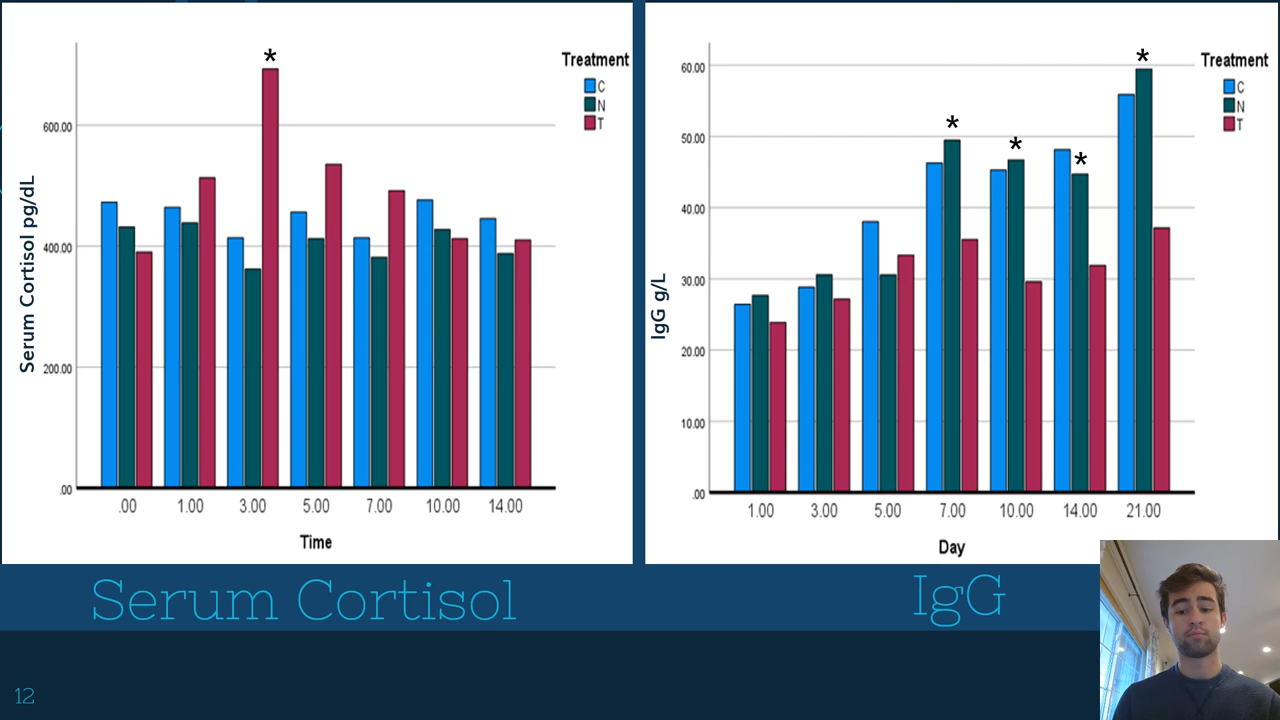 Serum Cortisol pg/dL
600.00
400.00
200.00
.00
*
.00 1.00 3.00 5.00 7.00 10.00 14.00
Time
Treatment
C
N
T
IgG g/L
60.00
50.00
40.00
30.00
20.00
10.00
.00
*
*
*
*
1.00 3.00 5.00 7.00 10.00 14.00 21.00
Day
Treatment
C
N
T
Serum Cortisol
IgG
12